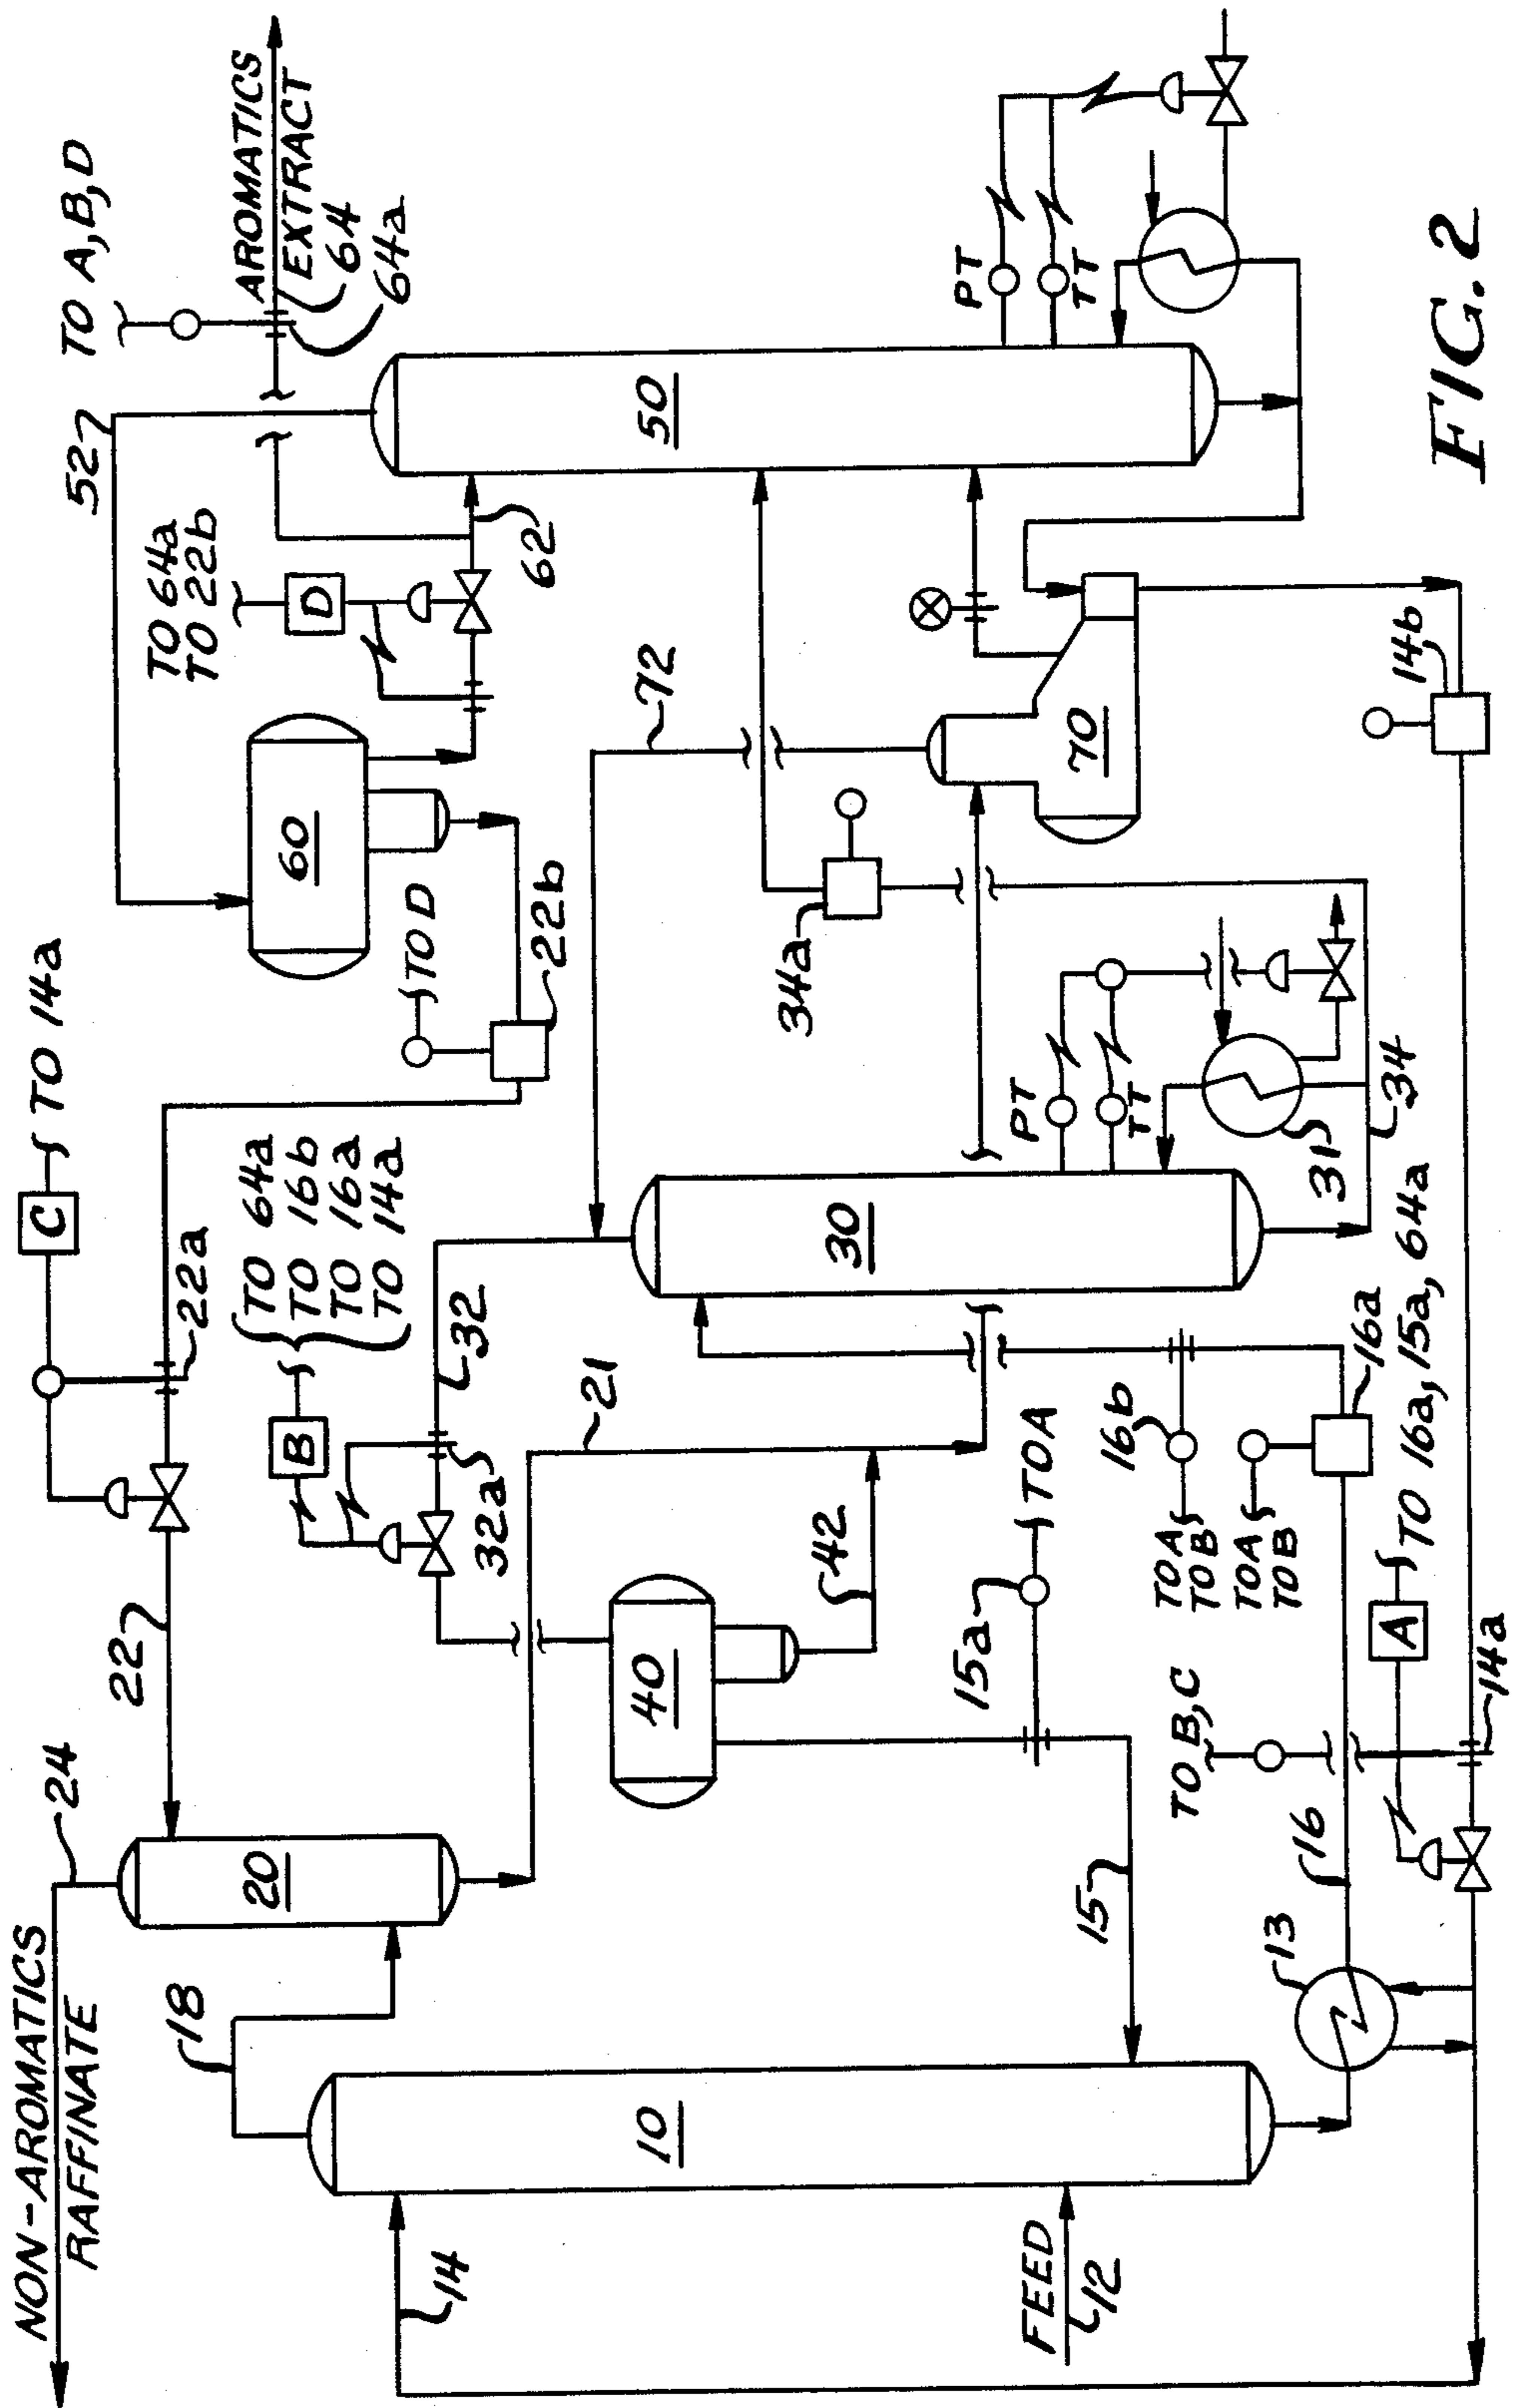 NON-AROMATICS
RAFFINATE
24
22
22a
C
TO 14a
52
TO A, B, D
AROMATICS
EXTRACT
64
64a
TO 64a
TO 22b
D
62
60
TO D
22b
18
20
21
32
32a
B
TO 64a
TO 16b
TO 16a
TO 14a
10
14
FEED
12
15
15a
TO A
40
42
30
PT
TT
31
34
34a
72
70
50
PT
TT
16b
TO A
TO B
TO A
TO B
16a
13
16
TO B, C
A
TO 16a, 15a, 64a
14a
14b
FIG. 2